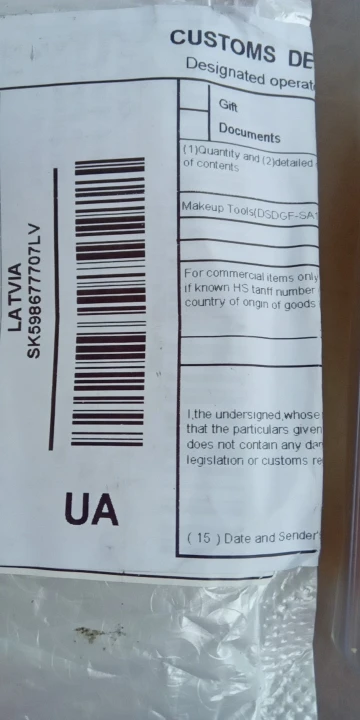 LATVIA
SK598677707LV
UA
CUSTOMS DE
Designated operat
Gift
Documents
(1)Quantity and (2)detailed
of contents
Makeup Tools(DSDGF-SA
For commercial items only
if known HS tariff number
country of origin of goods
I,the undersigned,whose
that the particulars given
does not contain any dan
legislation or customs re
( 15 ) Date and Sender'